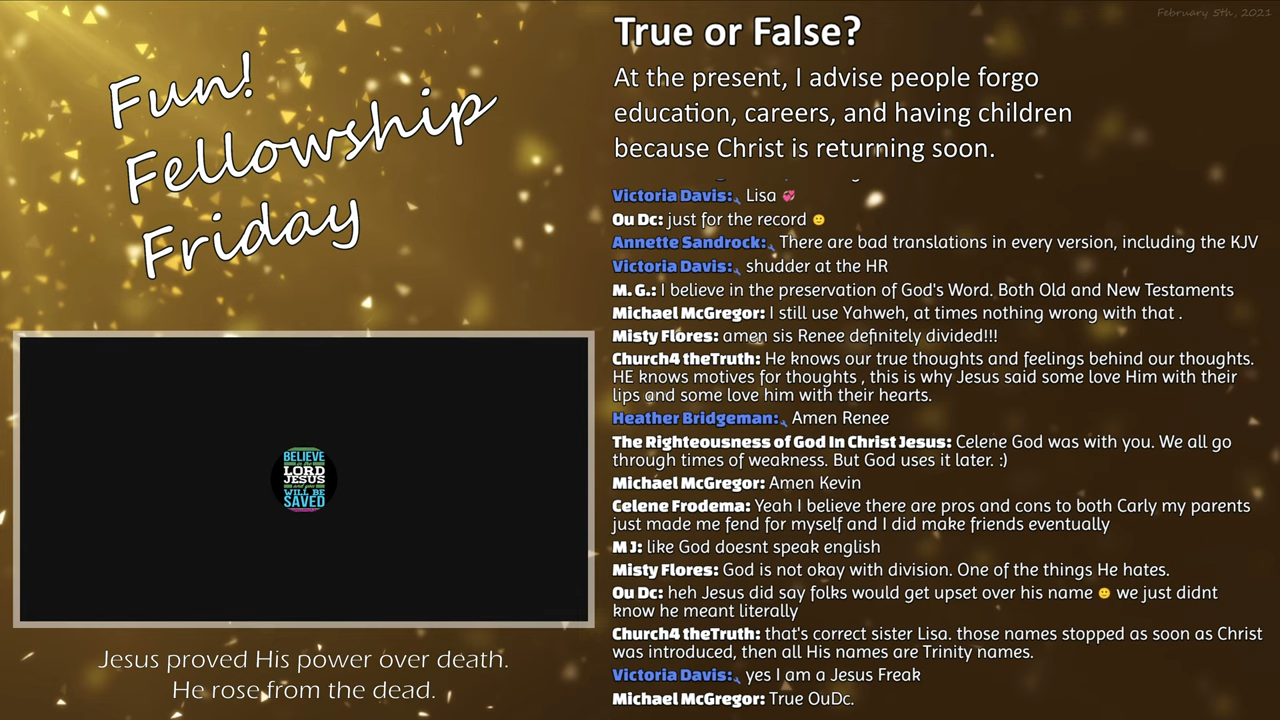 Fun!
Fellowship
Friday
BELIEVE
LORD
JESUS
WILL BE
SAVED
Jesus proved His power over death.
He rose from the dead.
February 5th, 2021
True or False?
At the present, I advise people forgo
education, careers, and having children
because Christ is returning soon.
Victoria Davis: Lisa 💞
Ou Dc: just for the record 🙂
Annette Sandrock: There are bad translations in every version, including the KJV
Victoria Davis: shudder at the HR
M. G.: I believe in the preservation of God's Word. Both Old and New Testaments
Michael McGregor: I still use Yahweh, at times nothing wrong with that .
Misty Flores: amen sis Renee definitely divided!!!
Church4 theTruth: He knows our true thoughts and feelings behind our thoughts.
HE knows motives for thoughts , this is why Jesus said some love Him with their
lips and some love him with their hearts.
Heather Bridgeman: Amen Renee
The Righteousness of God In Christ Jesus: Celene God was with you. We all go
through times of weakness. But God uses it later. :)
Michael McGregor: Amen Kevin
Celene Frodema: Yeah I believe there are pros and cons to both Carly my parents
just made me fend for myself and I did make friends eventually
M J: like God doesnt speak english
Misty Flores: God is not okay with division. One of the things He hates.
Ou Dc: heh Jesus did say folks would get upset over his name 🙂 we just didnt
know he meant literally
Church4 theTruth: that's correct sister Lisa. those names stopped as soon as Christ
was introduced, then all His names are Trinity names.
Victoria Davis: yes I am a Jesus Freak
Michael McGregor: True OuDc.